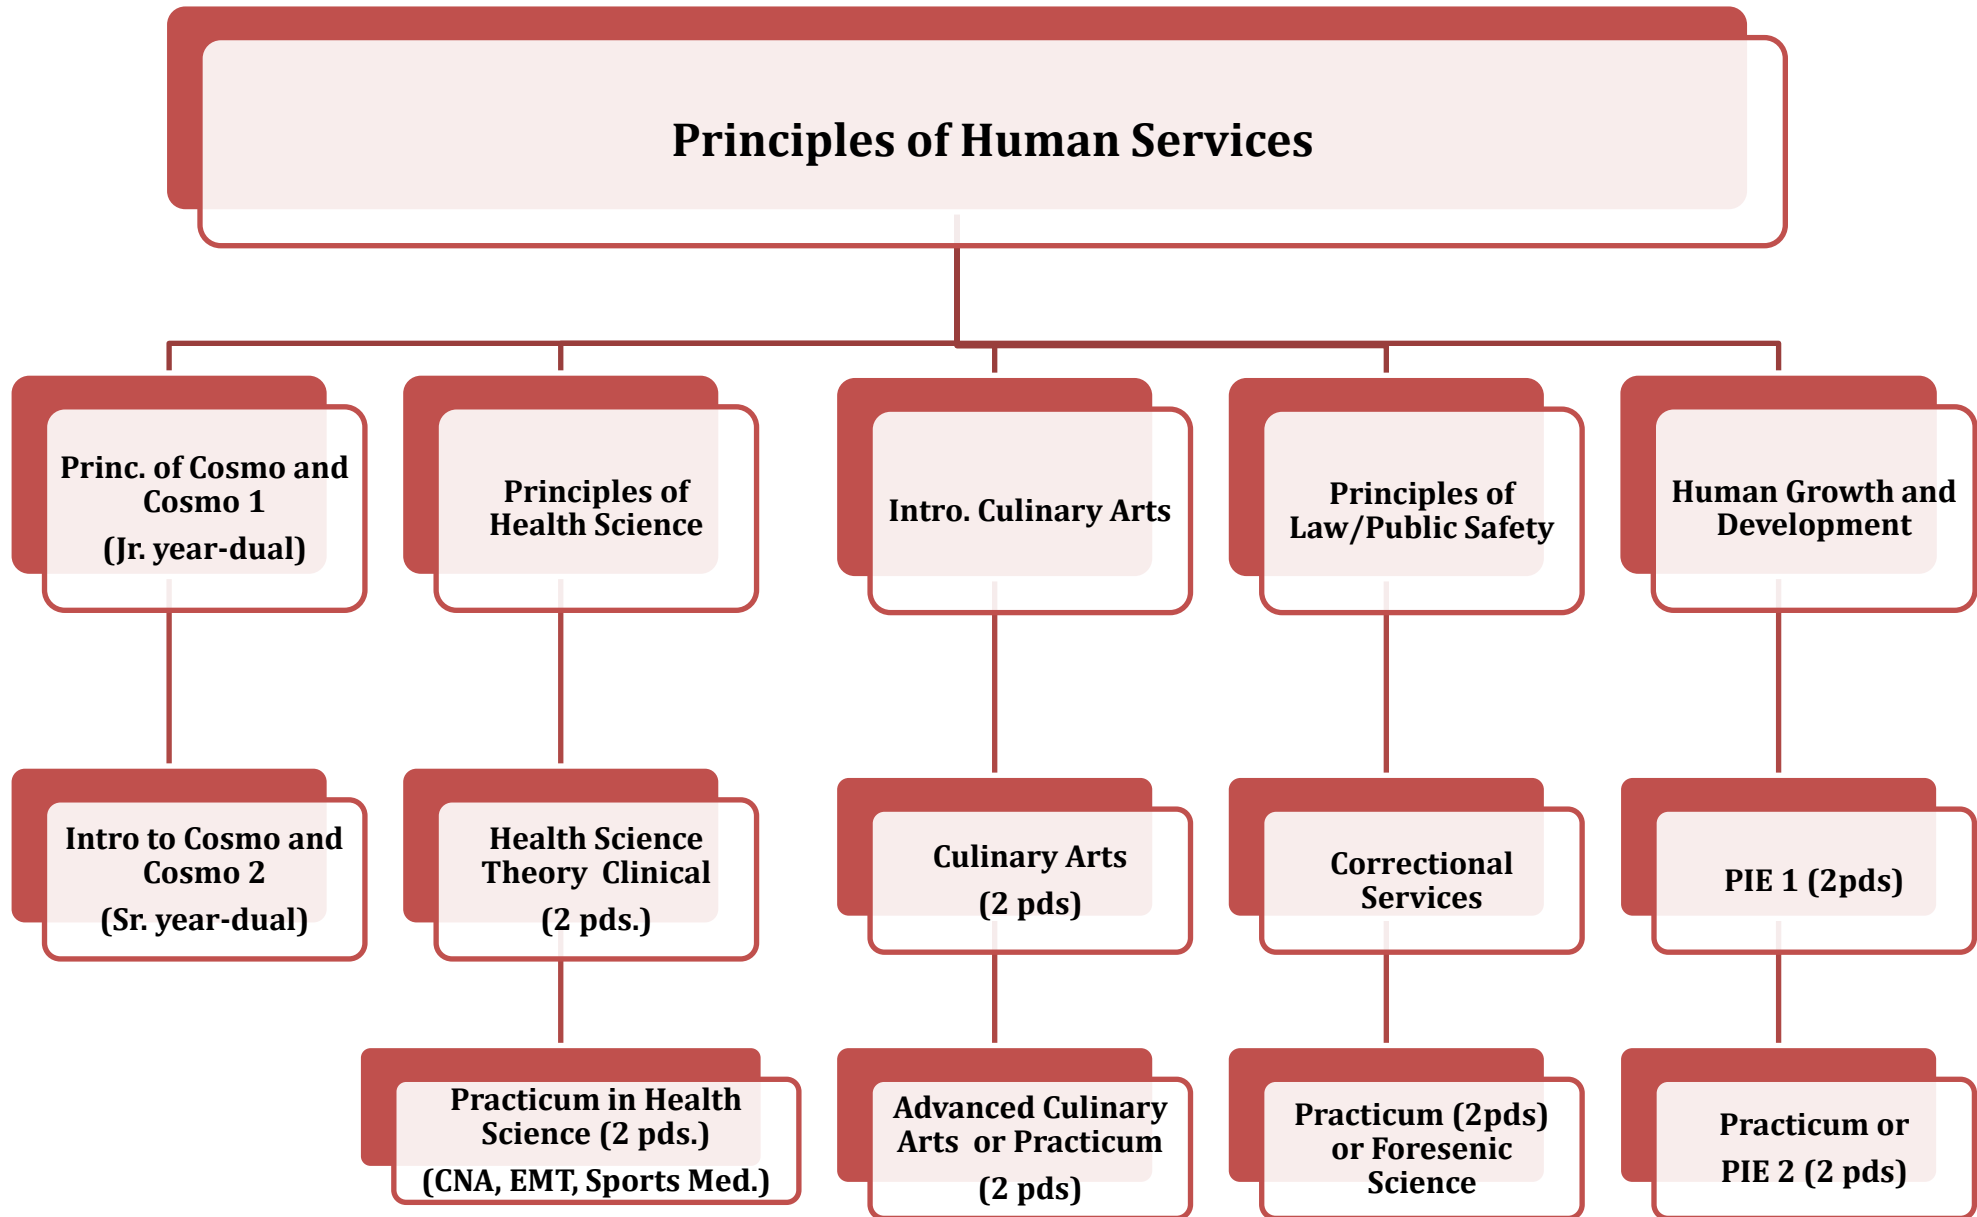 Principles of Human Services
Princ. of Cosmo and
Cosmo 1
(Jr. year-dual)
Principles of
Health Science
Intro. Culinary Arts
Principles of
Law/Public Safety
Human Growth and
Development
Intro to Cosmo and
Cosmo 2
(Sr. year-dual)
Health Science
Theory  Clinical
(2 pds.)
Culinary Arts
(2 pds)
Correctional
Services
PIE 1 (2pds)
Practicum in Health
Science (2 pds.)
(CNA, EMT, Sports Med.)
Advanced Culinary
Arts  or Practicum
(2 pds)
Practicum (2pds)
or Foresenic
Science
Practicum or
PIE 2 (2 pds)